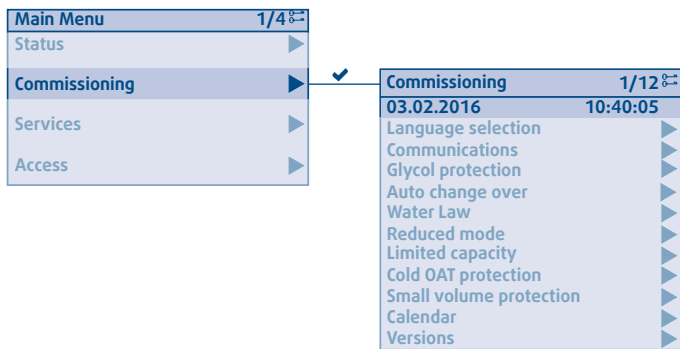 Main Menu 1/4
Status
Commissioning
Services
Access
Commissioning 1/12
03.02.2016 10:40:05
Language selection
Communications
Glycol protection
Auto change over
Water Law
Reduced mode
Limited capacity
Cold OAT protection
Small volume protection
Calendar
Versions